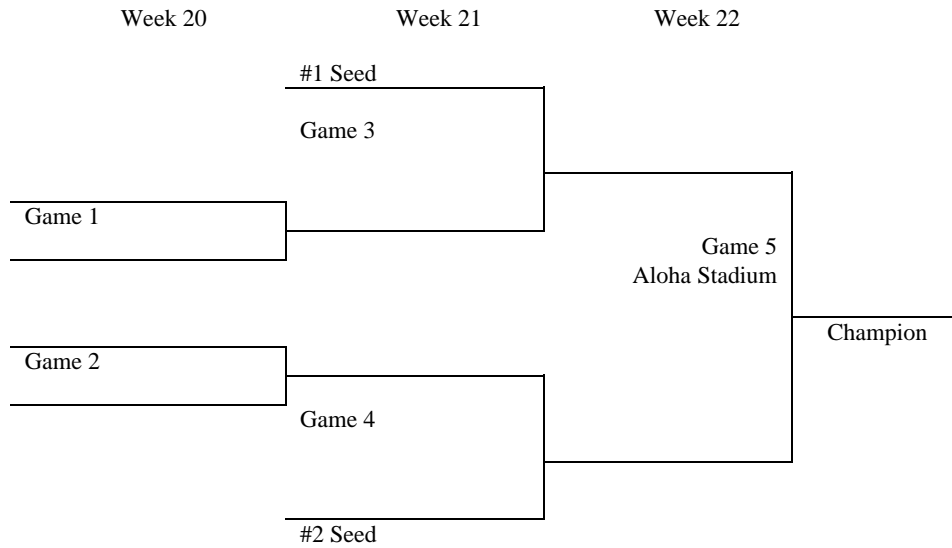 Week 20
Week 21
Week 22
#1 Seed
Game 3
Game 1
Game 5
Aloha Stadium
Champion
Game 2
Game 4
#2 Seed